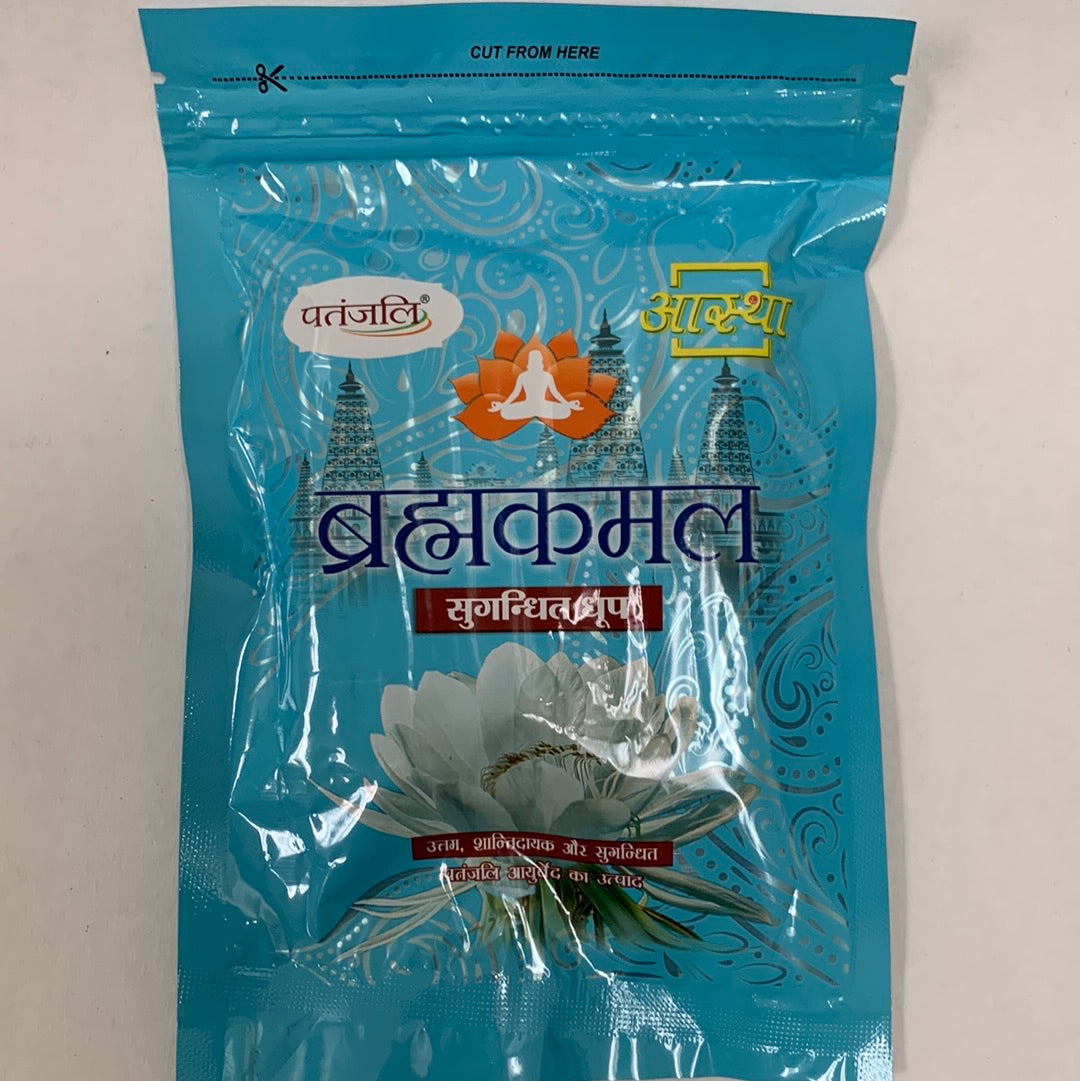 CUT FROM HERE
पतंजलि®
आस्था
ब्रह्मकमल
सुगन्धित धूप
उत्तम, शान्तिदायक और सुगन्धित
पतंजलि आयुर्वेद का उत्पाद